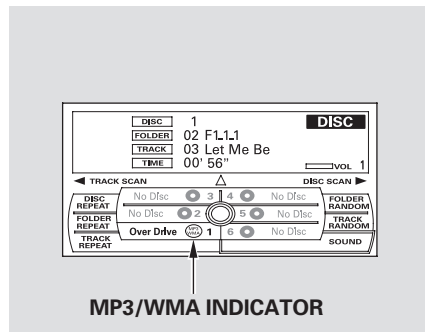 DISC 1 DISC
FOLDER 02 F1_1_1
TRACK 03 Let Me Be
TIME 00' 56" VOL 1
◄ TRACK SCAN △ DISC SCAN ►
DISC REPEAT
FOLDER REPEAT
TRACK REPEAT
No Disc 3 4 No Disc
No Disc 2 5 No Disc
Over Drive MP3 WMA 1 6 No Disc
FOLDER RANDOM
TRACK RANDOM
SOUND
MP3/WMA INDICATOR